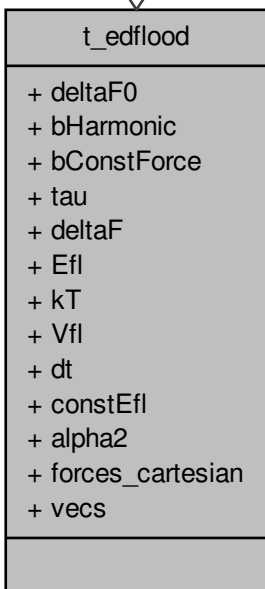 t_edflood
+ deltaF0
+ bHarmonic
+ bConstForce
+ tau
+ deltaF
+ Efl
+ kT
+ Vfl
+ dt
+ constEfl
+ alpha2
+ forces_cartesian
+ vecs